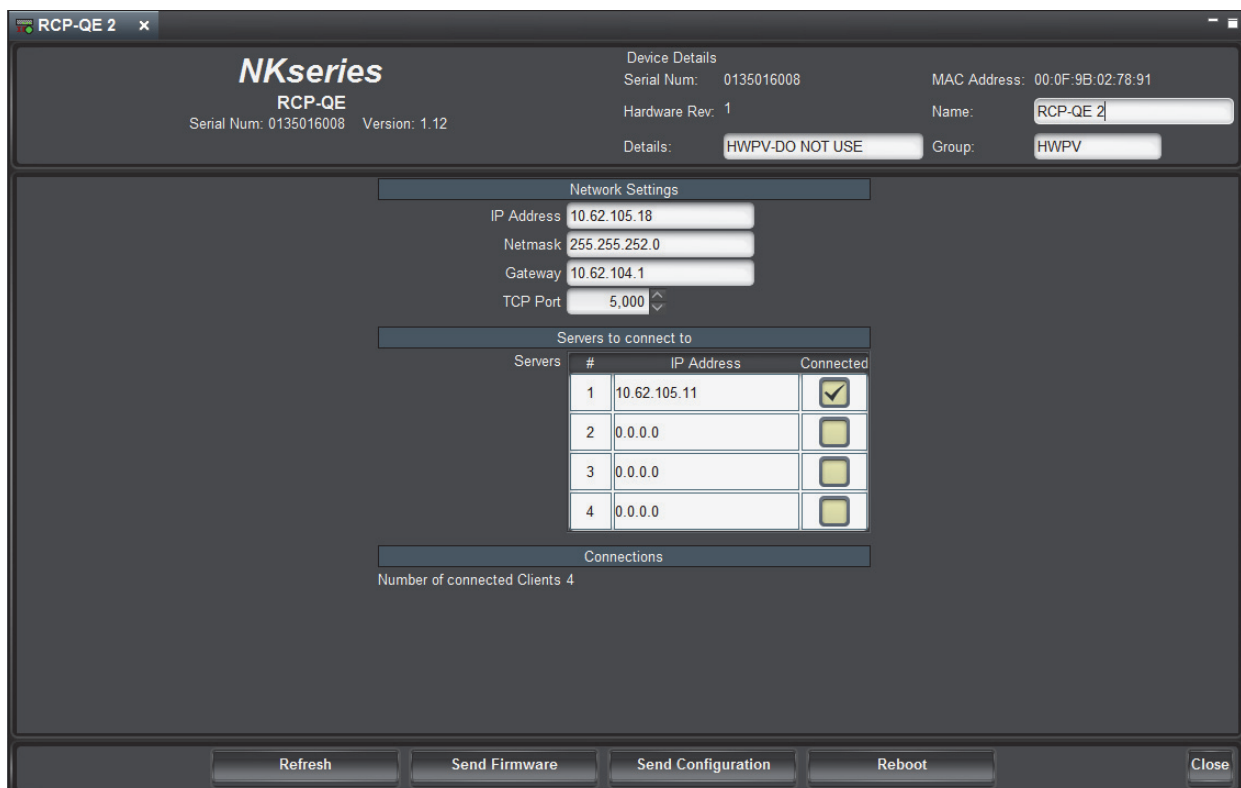 RCP-QE 2 ×
NKseries
RCP-QE
Serial Num: 0135016008 Version: 1.12
Device Details
Serial Num: 0135016008 MAC Address: 00:0F:9B:02:78:91
Hardware Rev: 1 Name: RCP-QE 2
Details: HWPV-DO NOT USE Group: HWPV
Network Settings
IP Address 10.62.105.18
Netmask 255.255.252.0
Gateway 10.62.104.1
TCP Port 5,000
Servers to connect to
Servers # IP Address Connected
1 10.62.105.11
2 0.0.0.0
3 0.0.0.0
4 0.0.0.0
Connections
Number of connected Clients 4
Refresh Send Firmware Send Configuration Reboot Close